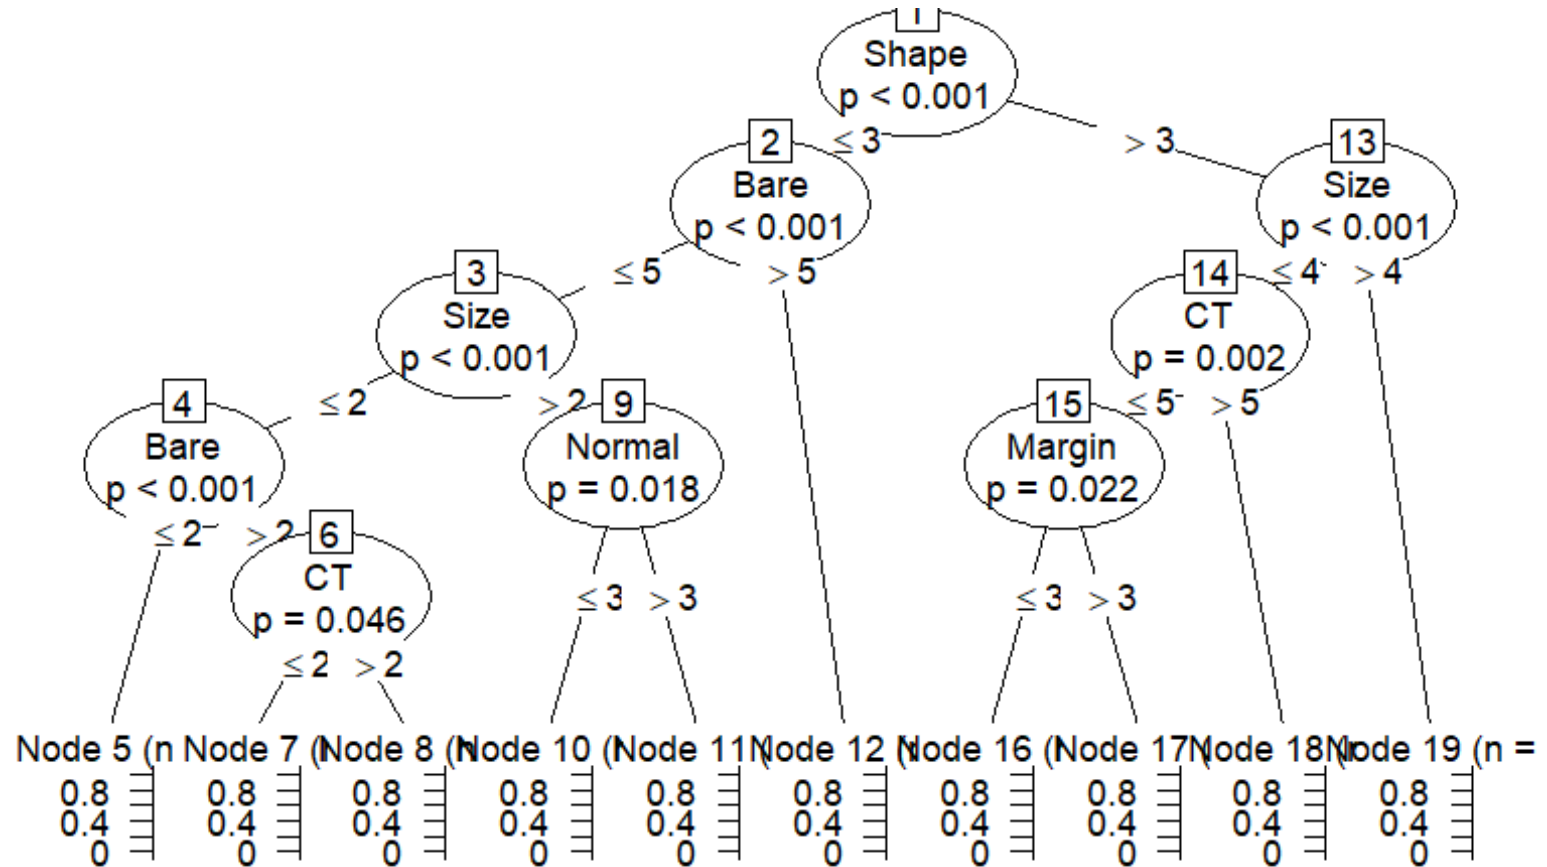 1
Shape
p < 0.001
≤ 3
> 3
2
Bare
p < 0.001
13
Size
p < 0.001
≤ 5
> 5
≤ 4
> 4
3
Size
p < 0.001
14
CT
p = 0.002
≤ 2
> 2
≤ 5
> 5
4
Bare
p < 0.001
9
Normal
p = 0.018
15
Margin
p = 0.022
≤ 2
> 2
6
CT
p = 0.046
≤ 3
> 3
≤ 3
> 3
≤ 2
> 2
Node 5 (n
Node 7 (
Node 8 (n
Node 10 (
Node 11 (
Node 12 (
Node 16 (
Node 17 (
Node 18 (
Node 19 (n =
0.8 0.8 0.8 0.8 0.8 0.8 0.8 0.8 0.8 0.8
0.4 0.4 0.4 0.4 0.4 0.4 0.4 0.4 0.4 0.4
0 0 0 0 0 0 0 0 0 0